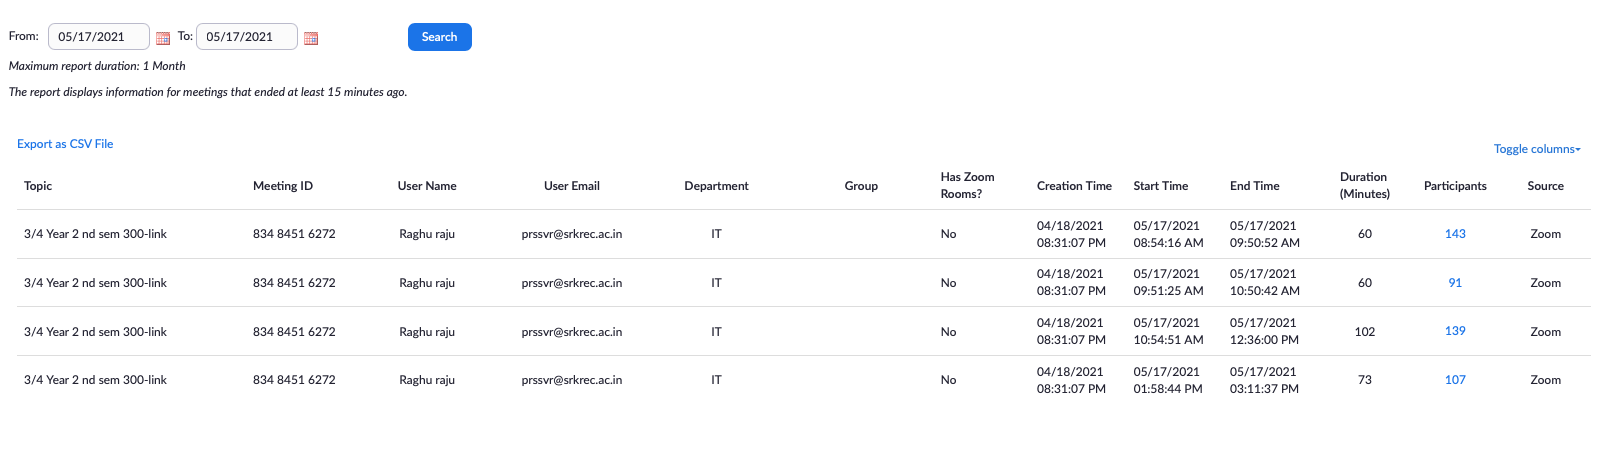 From: 05/17/2021 To: 05/17/2021 Search
Maximum report duration: 1 Month
The report displays information for meetings that ended at least 15 minutes ago.
Export as CSV File
Toggle columns
Topic Meeting ID User Name User Email Department Group Has Zoom Rooms? Creation Time Start Time End Time Duration (Minutes) Participants Source
3/4 Year 2 nd sem 300-link 834 8451 6272 Raghu raju prssvr@srkrec.ac.in IT No 04/18/2021 08:31:07 PM 05/17/2021 08:54:16 AM 05/17/2021 09:50:52 AM 60 143 Zoom
3/4 Year 2 nd sem 300-link 834 8451 6272 Raghu raju prssvr@srkrec.ac.in IT No 04/18/2021 08:31:07 PM 05/17/2021 09:51:25 AM 05/17/2021 10:50:42 AM 60 91 Zoom
3/4 Year 2 nd sem 300-link 834 8451 6272 Raghu raju prssvr@srkrec.ac.in IT No 04/18/2021 08:31:07 PM 05/17/2021 10:54:51 AM 05/17/2021 12:36:00 PM 102 139 Zoom
3/4 Year 2 nd sem 300-link 834 8451 6272 Raghu raju prssvr@srkrec.ac.in IT No 04/18/2021 08:31:07 PM 05/17/2021 01:58:44 PM 05/17/2021 03:11:37 PM 73 107 Zoom